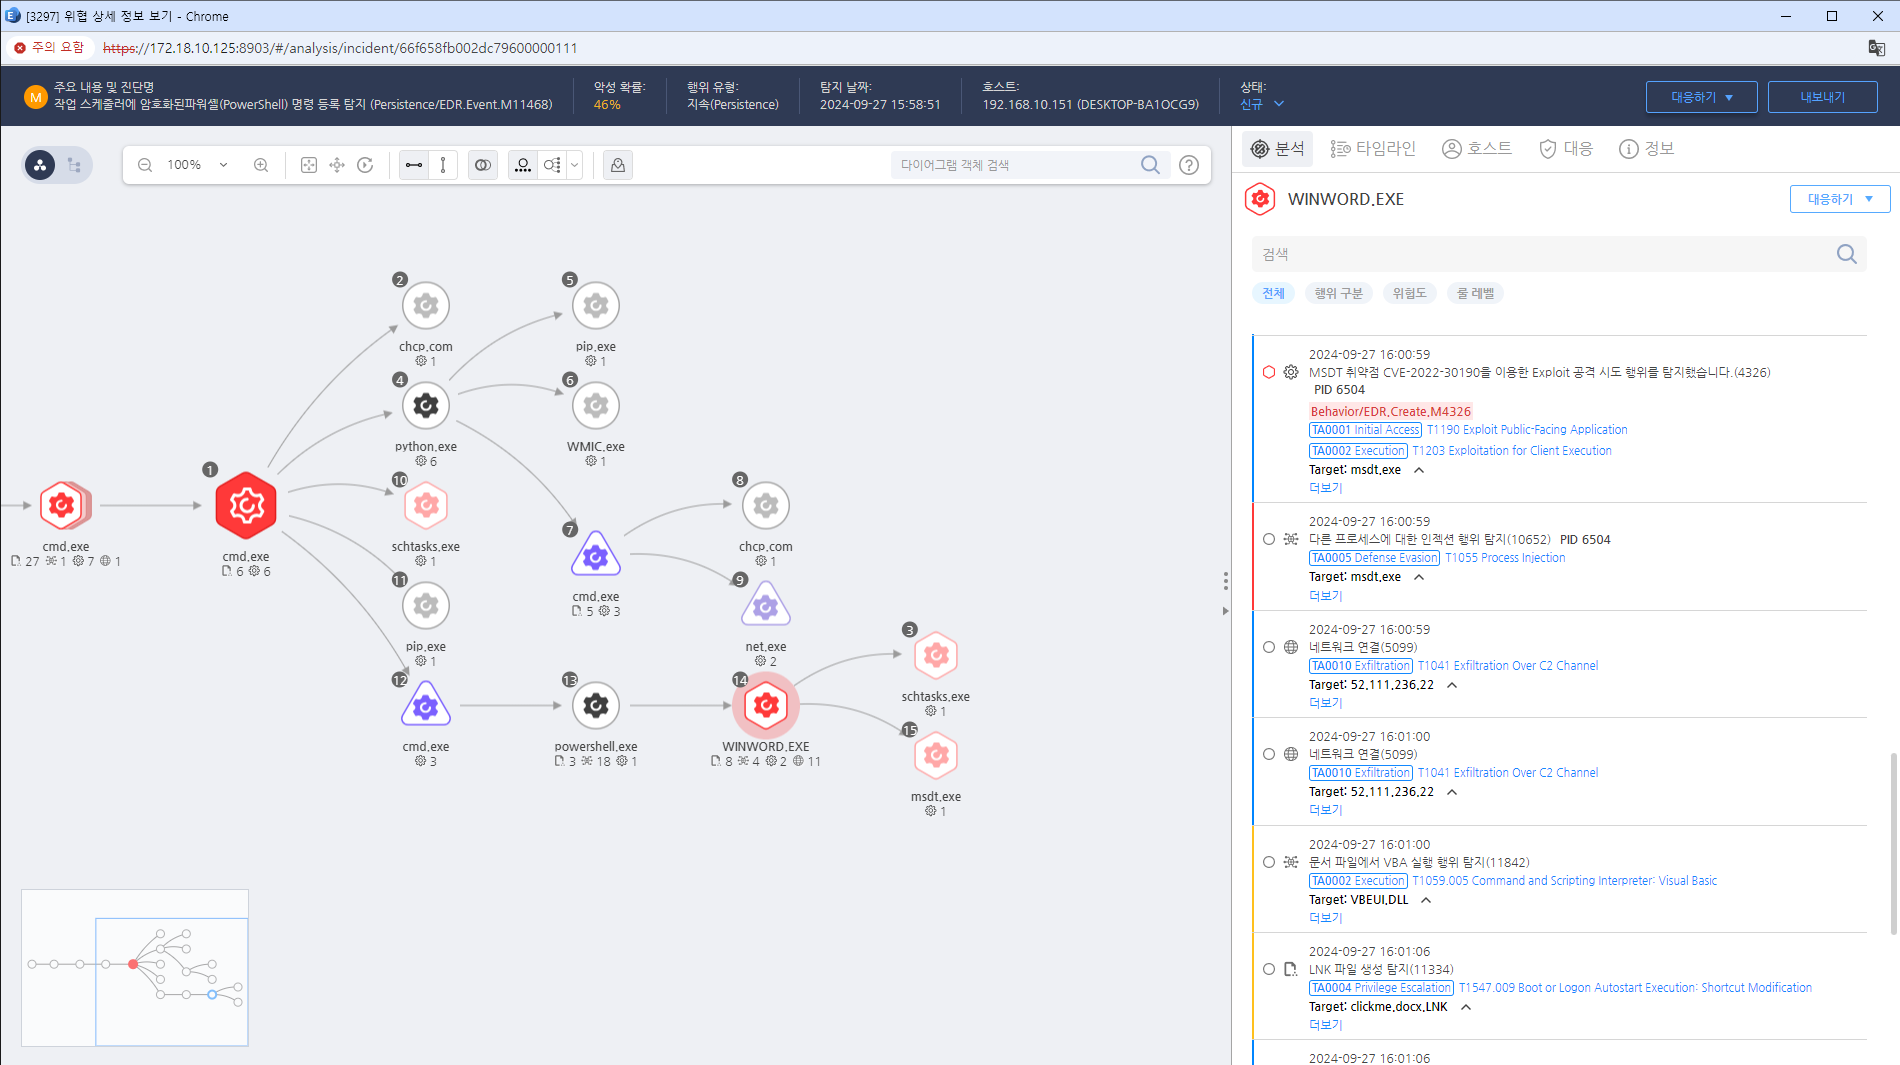 [3297] 위협 상세 정보 보기 - Chrome
주의 요함 https://172.18.10.125:8903/#/analysis/incident/66f658fb002dc79600000111
M
주요 내용 및 진단명
작업 스케줄러에 암호화된파워셸(PowerShell) 명령 등록 탐지 (Persistence/EDR.Event.M11468)
악성 확률:
46%
행위 유형:
지속(Persistence)
탐지 날짜:
2024-09-27 15:58:51
호스트:
192.168.10.151 (DESKTOP-BA1OCG9)
상태:
신규
대응하기
내보내기
100%
다이어그램 객체 검색
cmd.exe
27 1 7 1
1
cmd.exe
6 6
2
chcp.com
1
4
python.exe
6
10
schtasks.exe
1
11
pip.exe
1
12
cmd.exe
3
5
pip.exe
1
6
WMIC.exe
1
7
cmd.exe
5 3
13
powershell.exe
3 18 1
8
chcp.com
1
9
net.exe
2
14
WINWORD.EXE
8 4 2 11
3
schtasks.exe
1
15
msdt.exe
1
분석
타임라인
호스트
대응
정보
WINWORD.EXE
대응하기
검색
전체
행위 구분
위험도
룰 레벨
2024-09-27 16:00:59
MSDT 취약점 CVE-2022-30190을 이용한 Exploit 공격 시도 행위를 탐지했습니다.(4326)
PID 6504
Behavior/EDR.Create.M4326
TA0001 Initial Access T1190 Exploit Public-Facing Application
TA0002 Execution T1203 Exploitation for Client Execution
Target: msdt.exe
더보기
2024-09-27 16:00:59
다른 프로세스에 대한 인젝션 행위 탐지(10652) PID 6504
TA0005 Defense Evasion T1055 Process Injection
Target: msdt.exe
더보기
2024-09-27 16:00:59
네트워크 연결(5099)
TA0010 Exfiltration T1041 Exfiltration Over C2 Channel
Target: 52.111.236.22
더보기
2024-09-27 16:01:00
네트워크 연결(5099)
TA0010 Exfiltration T1041 Exfiltration Over C2 Channel
Target: 52.111.236.22
더보기
2024-09-27 16:01:00
문서 파일에서 VBA 실행 행위 탐지(11842)
TA0002 Execution T1059.005 Command and Scripting Interpreter: Visual Basic
Target: VBEUI.DLL
더보기
2024-09-27 16:01:06
LNK 파일 생성 탐지(11334)
TA0004 Privilege Escalation T1547.009 Boot or Logon Autostart Execution: Shortcut Modification
Target: clickme.docx.LNK
더보기
2024-09-27 16:01:06